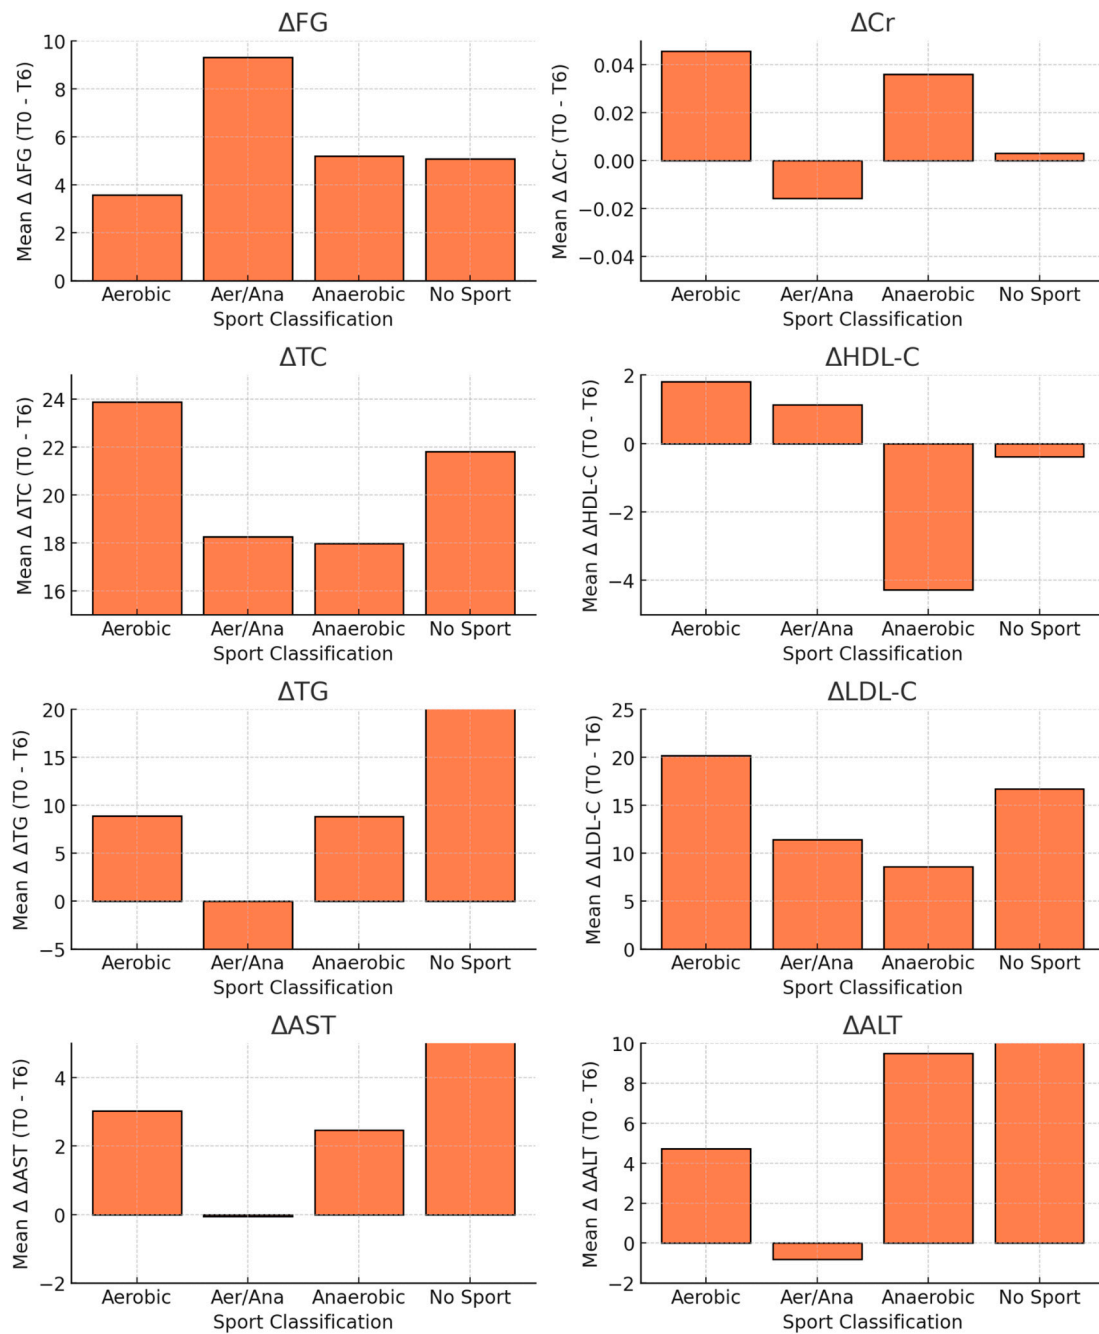 ΔFG
Mean Δ ΔFG (T0 - T6)
10
8
6
4
2
0
Aerobic Aer/Ana Anaerobic No Sport
Sport Classification
ΔCr
Mean Δ ΔCr (T0 - T6)
0.04
0.02
0.00
−0.02
−0.04
Aerobic Aer/Ana Anaerobic No Sport
Sport Classification
ΔTC
Mean Δ ΔTC (T0 - T6)
24
22
20
18
16
Aerobic Aer/Ana Anaerobic No Sport
Sport Classification
ΔHDL-C
Mean Δ ΔHDL-C (T0 - T6)
2
0
−2
−4
Aerobic Aer/Ana Anaerobic No Sport
Sport Classification
ΔTG
Mean Δ ΔTG (T0 - T6)
20
15
10
5
0
−5
Aerobic Aer/Ana Anaerobic No Sport
Sport Classification
ΔLDL-C
Mean Δ ΔLDL-C (T0 - T6)
25
20
15
10
5
0
Aerobic Aer/Ana Anaerobic No Sport
Sport Classification
ΔAST
Mean Δ ΔAST (T0 - T6)
4
2
0
−2
Aerobic Aer/Ana Anaerobic No Sport
Sport Classification
ΔALT
Mean Δ ΔALT (T0 - T6)
10
8
6
4
2
0
−2
Aerobic Aer/Ana Anaerobic No Sport
Sport Classification